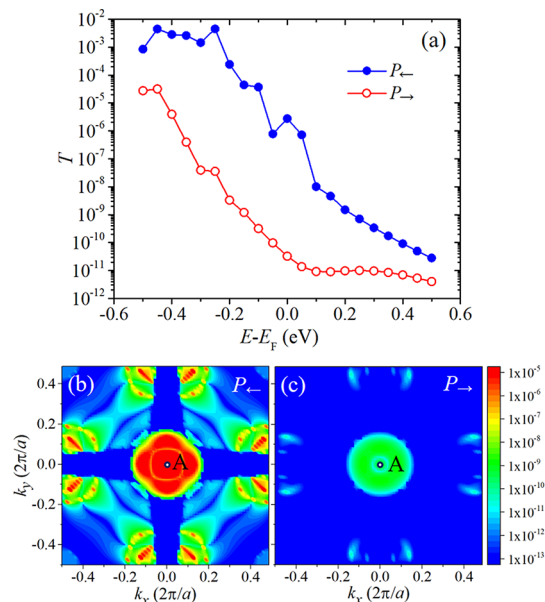 10⁻²
(a)
10⁻³
P←
10⁻⁴
P→
10⁻⁵
10⁻⁶
T
10⁻⁷
10⁻⁸
10⁻⁹
10⁻¹⁰
10⁻¹¹
10⁻¹²
-0.6 -0.4 -0.2 0.0 0.2 0.4 0.6
E-E_F (eV)
(b) P← (c) P→
0.4
0.2
0.0
-0.2
-0.4
k_y (2π/a)
A A
1x10⁻⁵
1x10⁻⁶
1x10⁻⁷
1x10⁻⁸
1x10⁻⁹
1x10⁻¹⁰
1x10⁻¹¹
1x10⁻¹²
1x10⁻¹³
-0.4 -0.2 0.0 0.2 0.4 -0.4 -0.2 0.0 0.2 0.4
k_x (2π/a) k_x (2π/a)